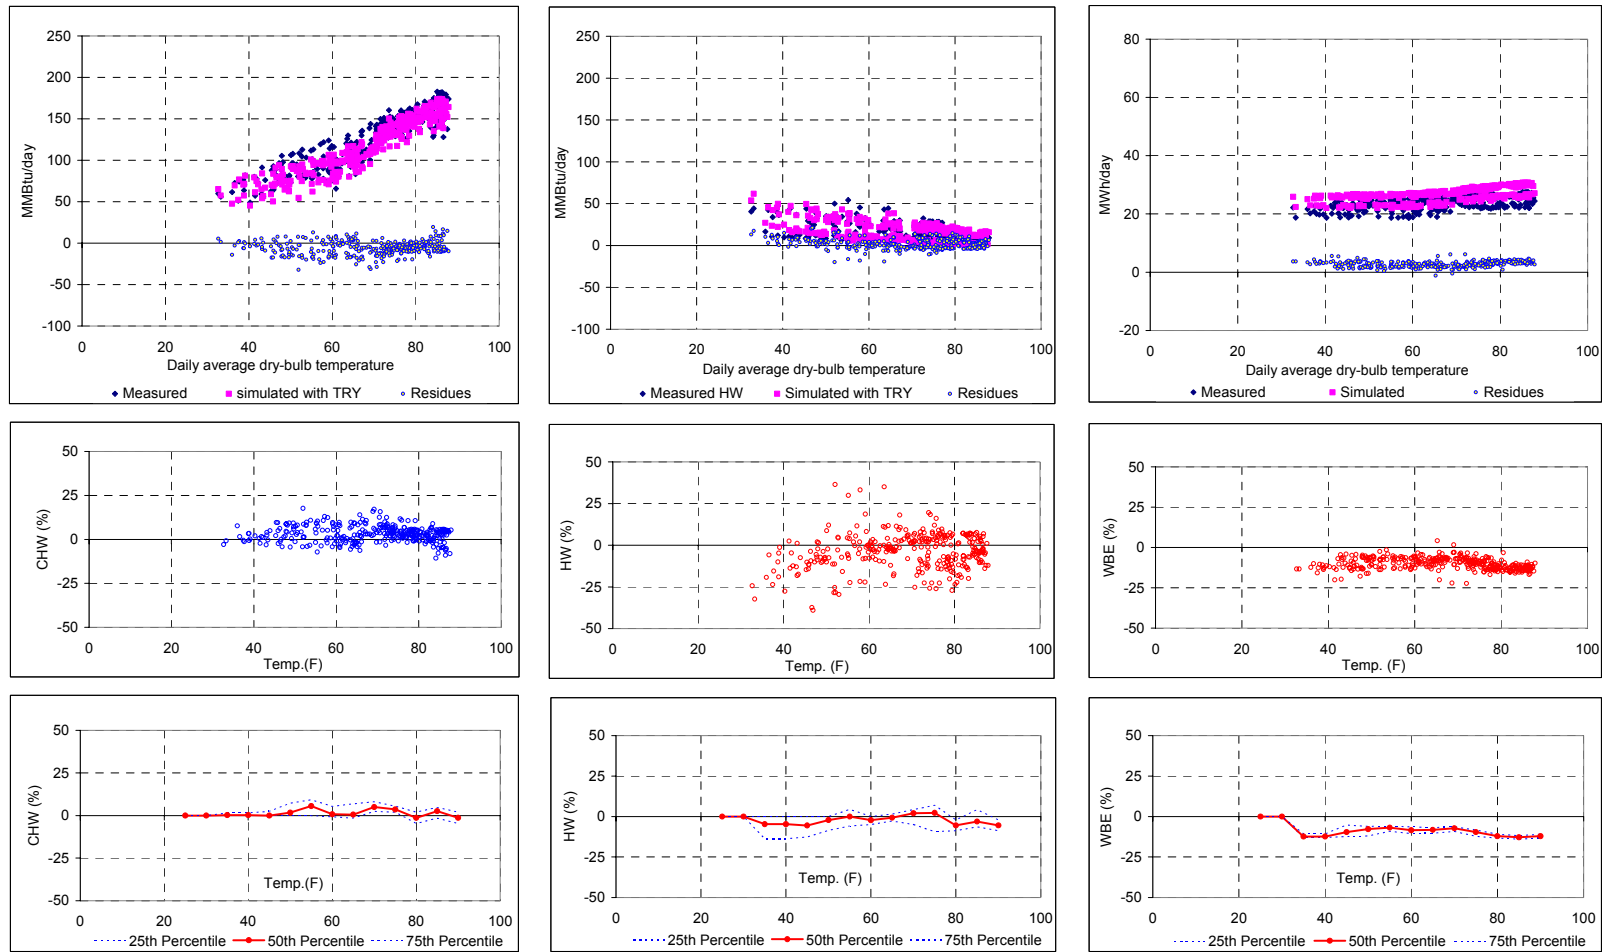 250
200
150
100
50
0
-50
-100
MMBtu/day
0 20 40 60 80 100
Daily average dry-bulb temperature
Measured simulated with TRY Residues
250
200
150
100
50
0
-50
-100
MMBtu/day
0 20 40 60 80 100
Daily average dry-bulb temperature
Measured HW Simulated with TRY Residues
80
60
40
20
0
-20
MWh/day
0 20 40 60 80 100
Daily average dry-bulb temperature
Measured Simulated Residues
50
25
0
-25
-50
CHW (%)
0 20 40 60 80 100
Temp.(F)
50
25
0
-25
-50
HW (%)
0 20 40 60 80 100
Temp. (F)
50
25
0
-25
-50
WBE (%)
0 20 40 60 80 100
Temp. (F)
50
25
0
-25
-50
CHW (%)
Temp.(F)
0 20 40 60 80 100
25th Percentile 50th Percentile 75th Percentile
50
25
0
-25
-50
HW (%)
Temp. (F)
0 20 40 60 80 100
25th Percentile 50th Percentile 75th Percentile
50
25
0
-25
-50
WBE (%)
Temp. (F)
0 20 40 60 80 100
25th Percentile 50th Percentile 75th Percentile